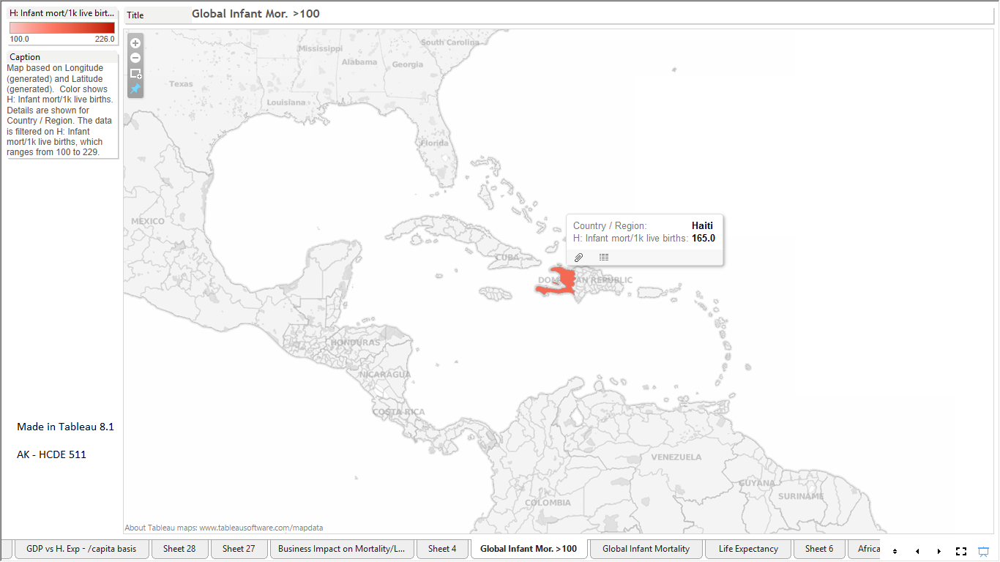 H: Infant mort/1k live birt...
100.0 226.0
Caption
Map based on Longitude
(generated) and Latitude
(generated).  Color shows
H: Infant mort/1k live births.
Details are shown for
Country / Region. The data
is filtered on H: Infant
mort/1k live births, which
ranges from 100 to 229.
Made in Tableau 8.1
AK - HCDE 511
Title
Global Infant Mor. >100
Mississippi
South Carolina
Alabama
Georgia
Texas
Louisiana
Florida
MEXICO
Country / Region: Haiti
H: Infant mort/1k live births: 165.0
CUBA
DOMINICAN REPUBLIC
HONDURAS
NICARAGUA
COSTA RICA
VENEZUELA
GUYANA
SURINAME
COLOMBIA
About Tableau maps: www.tableausoftware.com/mapdata
GDP vs H. Exp - /capita basis
Sheet 28
Sheet 27
Business Impact on Mortality/L...
Sheet 4
Global Infant Mor. >100
Global Infant Mortality
Life Expectancy
Sheet 6
Africa